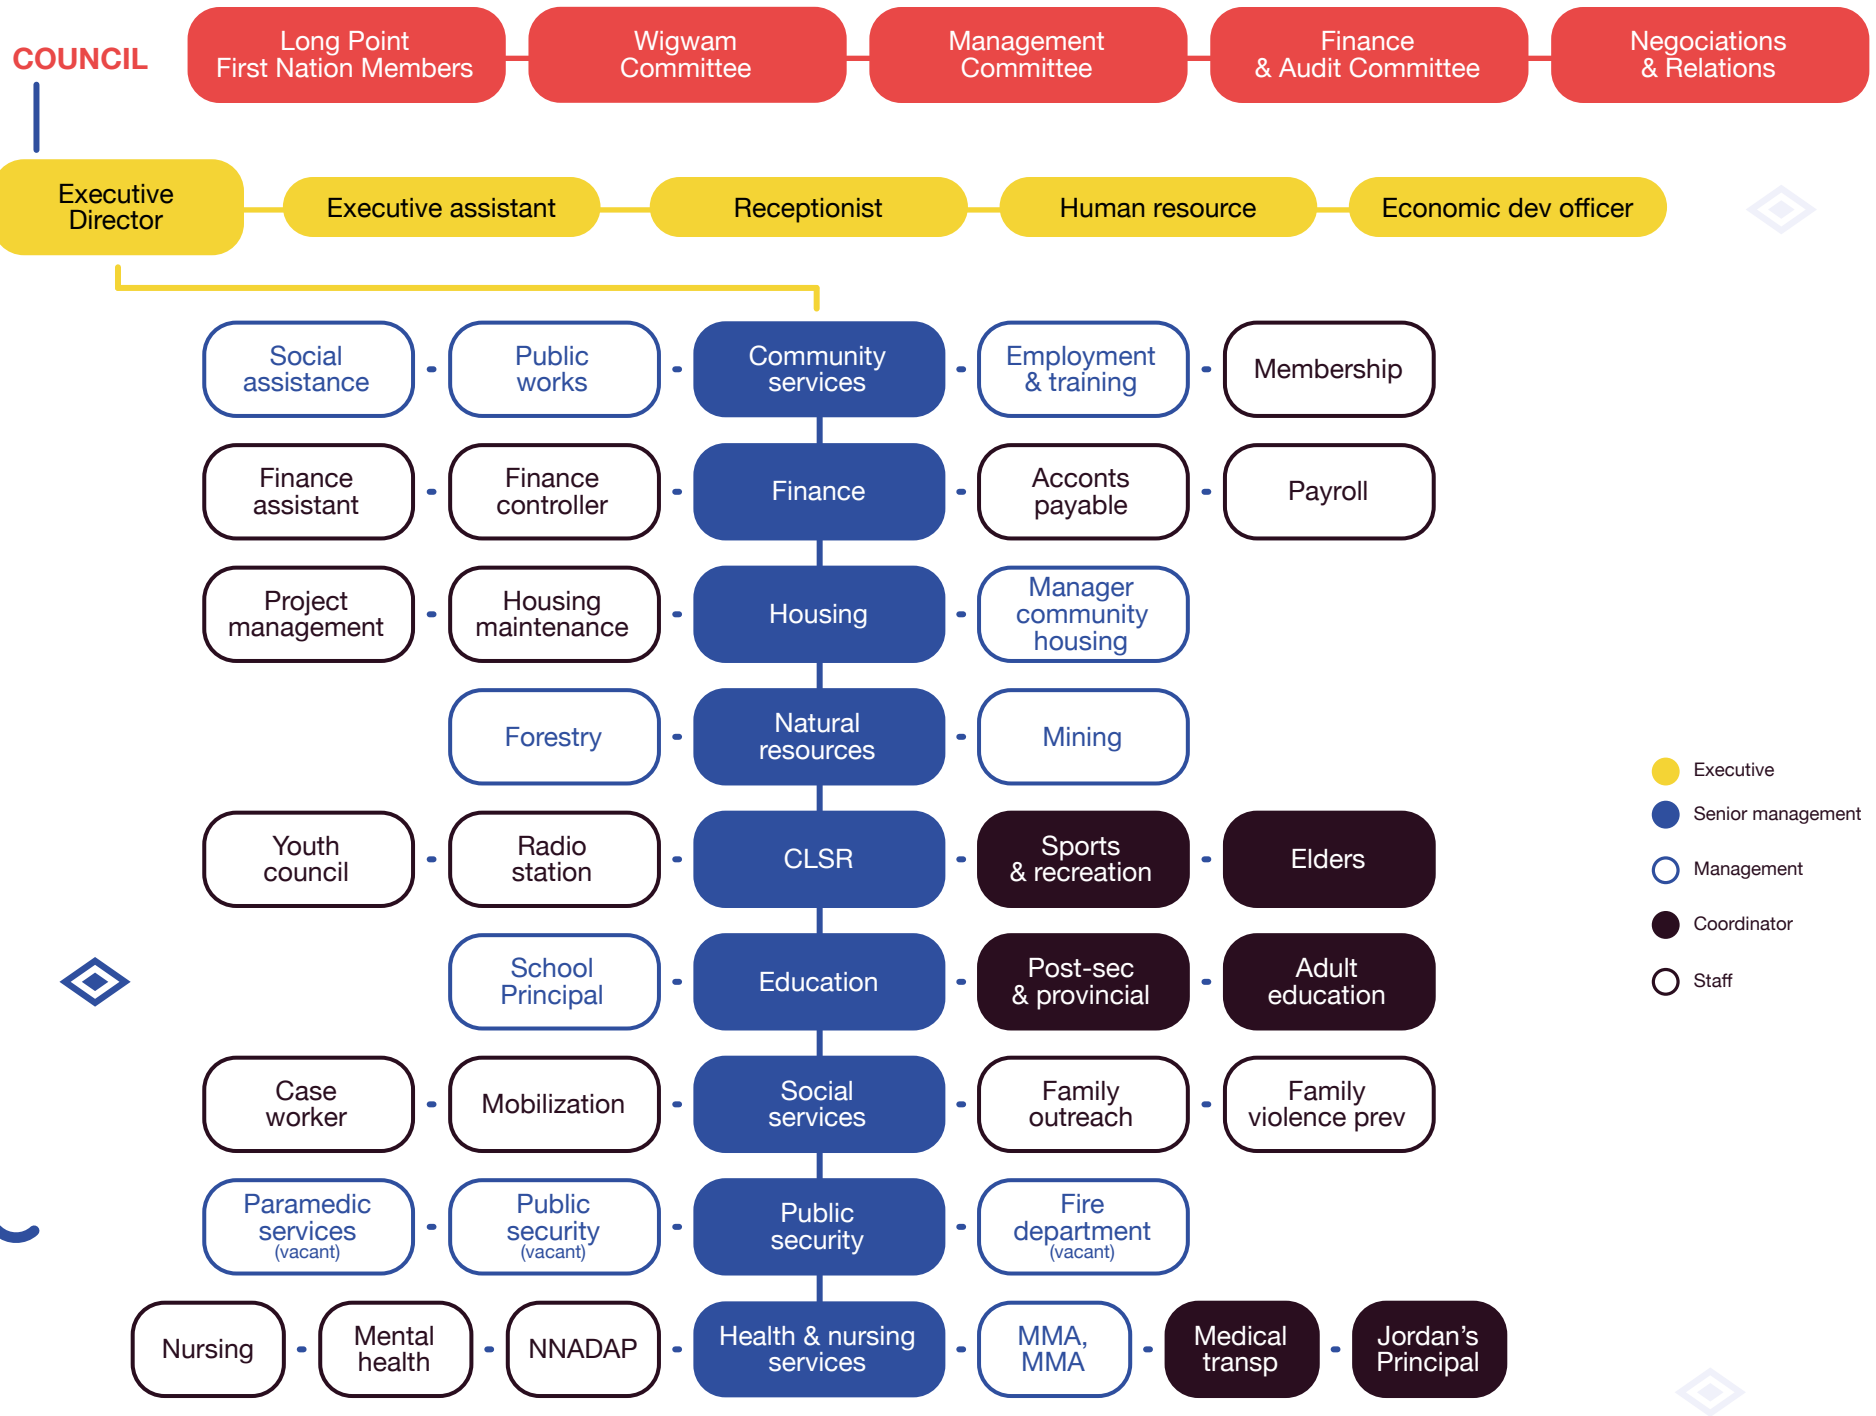 COUNCIL
Long Point
First Nation Members
Wigwam
Committee
Management
Committee
Finance
& Audit Committee
Negociations
& Relations
Executive
Director
Executive assistant
Receptionist
Human resource
Economic dev officer
Social
assistance
Public
works
Community
services
Employment
& training
Membership
Finance
assistant
Finance
controller
Finance
Acconts
payable
Payroll
Project
management
Housing
maintenance
Housing
Manager
community
housing
Forestry
Natural
resources
Mining
Youth
council
Radio
station
CLSR
Sports
& recreation
Elders
School
Principal
Education
Post-sec
& provincial
Adult
education
Case
worker
Mobilization
Social
services
Family
outreach
Family
violence prev
Paramedic
services
(vacant)
Public
security
(vacant)
Public
security
Fire
department
(vacant)
Nursing
Mental
health
NNADAP
Health & nursing
services
MMA,
MMA
Medical
transp
Jordan's
Principal
Executive
Senior management
Management
Coordinator
Staff